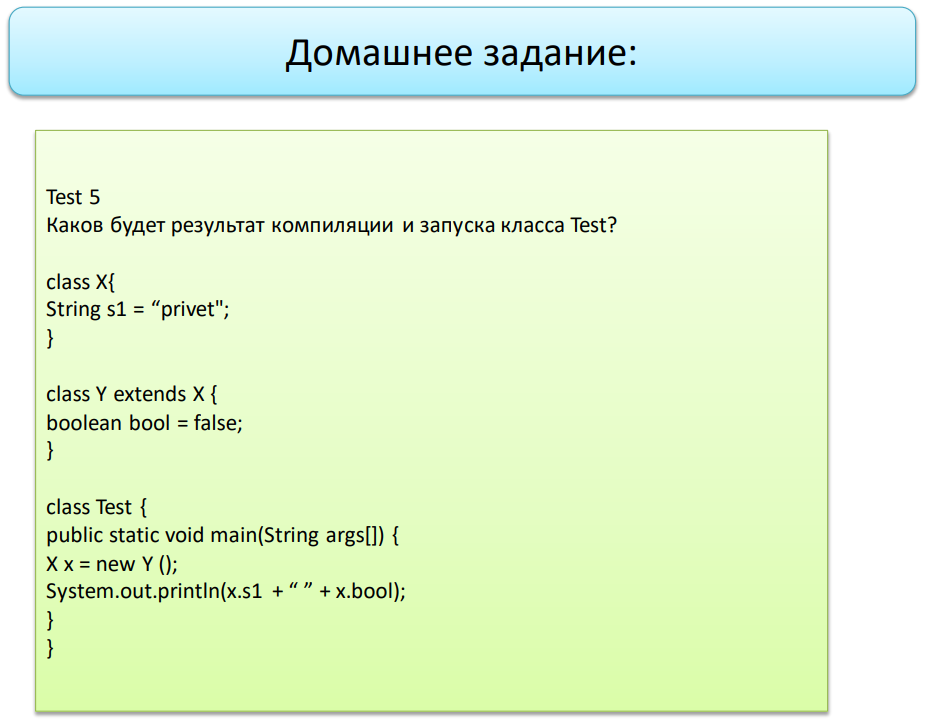 Домашнее задание:
Test 5
Каков будет результат компиляции и запуска класса Test?
class X{
String s1 = “privet";
}
class Y extends X {
boolean bool = false;
}
class Test {
public static void main(String args[]) {
X x = new Y ();
System.out.println(x.s1 + “ ” + x.bool);
}
}